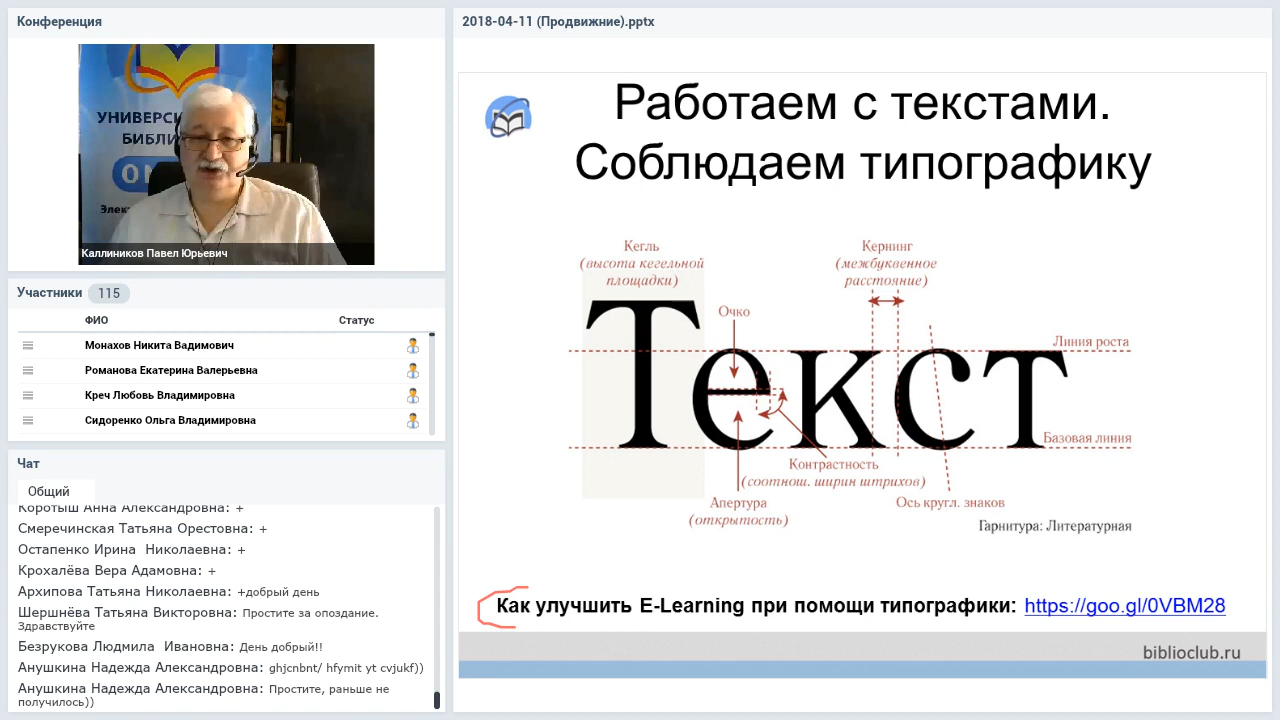 Конференция
УНИВЕРСИ
БИБЛИ
Каллиников Павел Юрьевич
Участники 115
ФИО Статус
Монахов Никита Вадимович
Романова Екатерина Валерьевна
Креч Любовь Владимировна
Сидоренко Ольга Владимировна
Чат
Общий
Коротыш Анна Александровна: +
Смеречинская Татьяна Орестовна: +
Остапенко Ирина Николаевна: +
Крохалёва Вера Адамовна: +
Архипова Татьяна Николаевна: +добрый день
Шершнёва Татьяна Викторовна: Простите за опоздание.
Здравствуйте
Безрукова Людмила Ивановна: День добрый!!
Анушкина Надежда Александровна: ghjcnbnt/ hfymit yt cvjukf))
Анушкина Надежда Александровна: Простите, раньше не
получилось))
2018-04-11 (Продвижние).pptx
Работаем с текстами.
Соблюдаем типографику
Кегль
(высота кегельной
площадки)
Кернинг
(межбуквенное
расстояние)
Очко
Линия роста
Текст
Базовая линия
Контрастность
(соотнош. ширин штрихов)
Апертура
(открытость)
Ось кругл. знаков
Гарнитура: Литературная
Как улучшить E-Learning при помощи типографики: https://goo.gl/0VBM28
biblioclub.ru